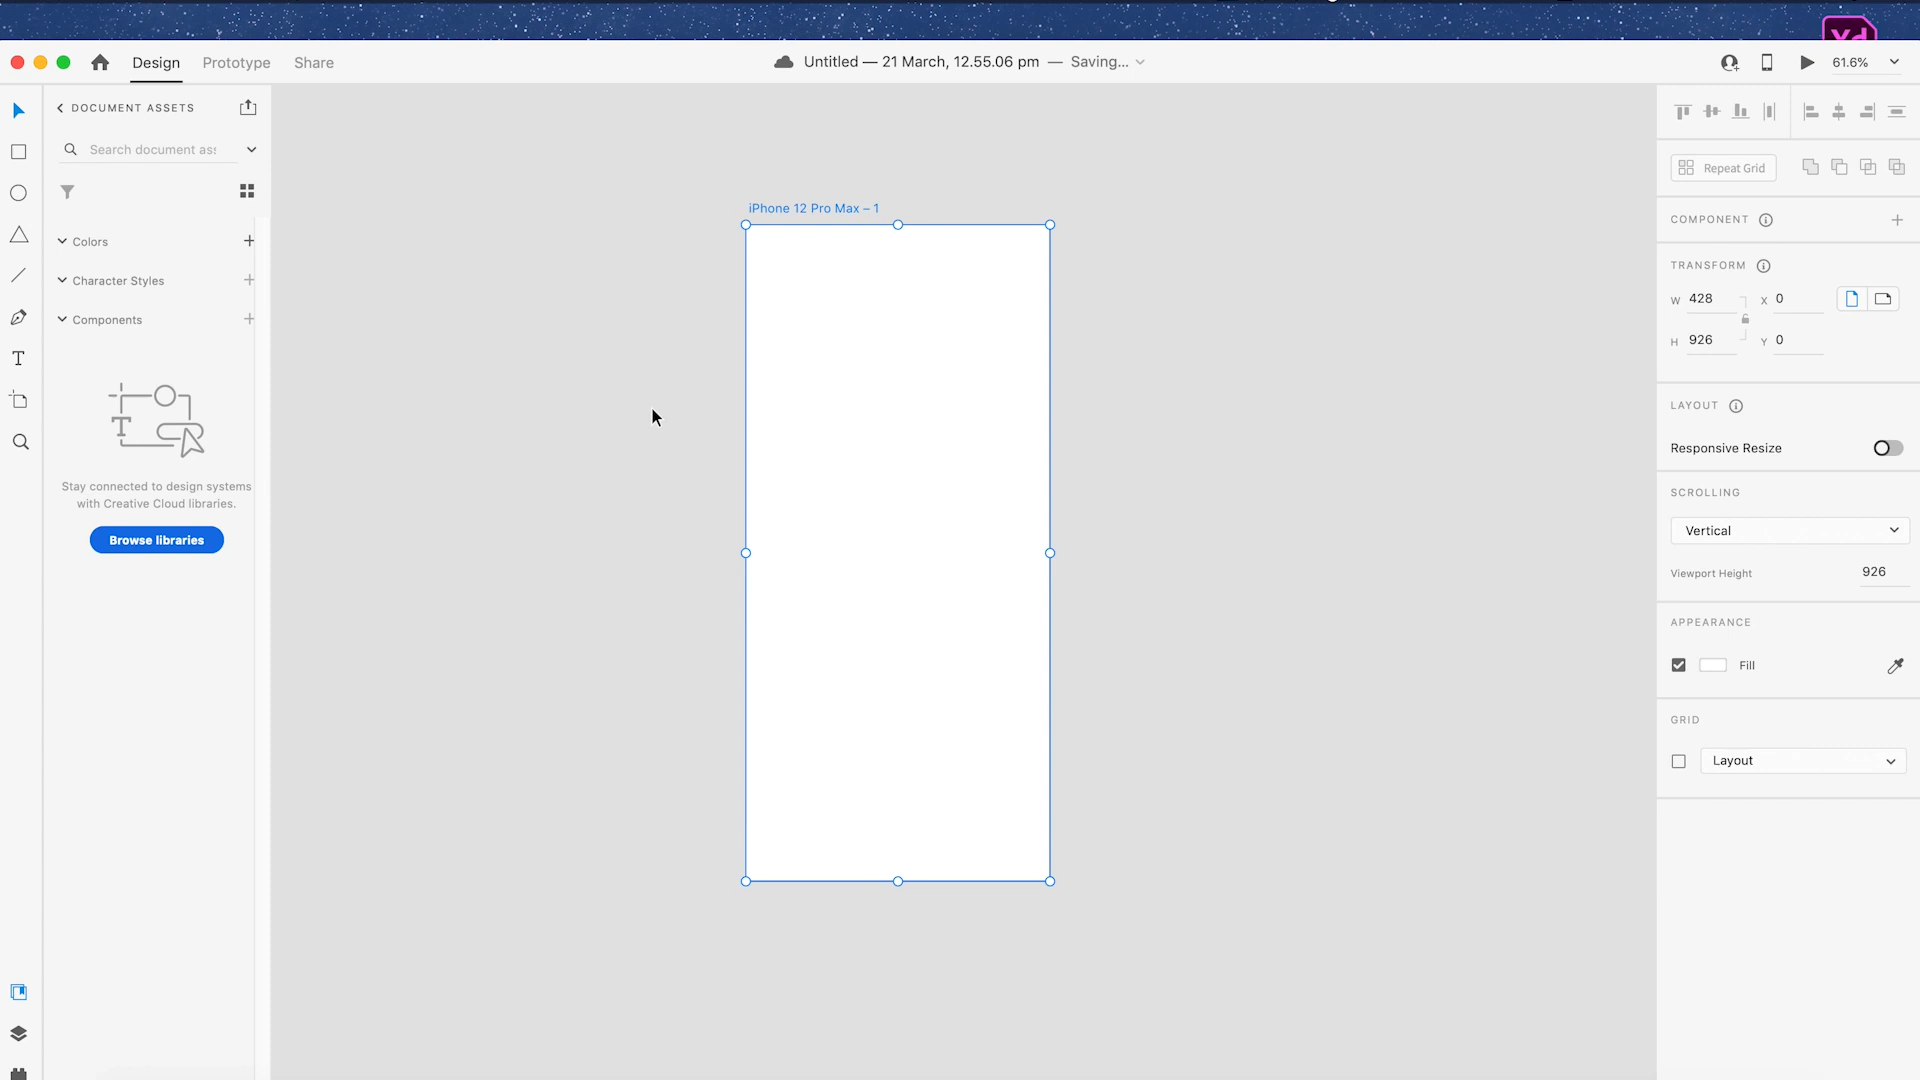 Xd
Design Prototype Share
Untitled — 21 March, 12.55.06 pm — Saving...
61.6%
DOCUMENT ASSETS
Search document ass
Colors
Character Styles
Components
Stay connected to design systems
with Creative Cloud libraries.
Browse libraries
iPhone 12 Pro Max – 1
Repeat Grid
COMPONENT
TRANSFORM
W 428 X 0
H 926 Y 0
LAYOUT
Responsive Resize
SCROLLING
Vertical
Viewport Height 926
APPEARANCE
Fill
GRID
Layout